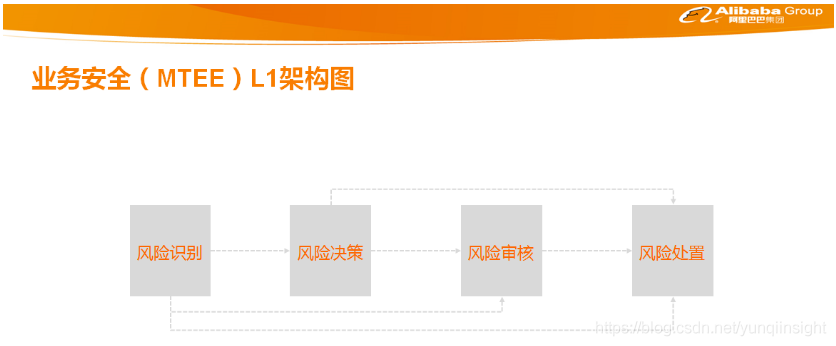 Alibaba Group
阿里巴巴集团
业务安全（MTEE）L1架构图
风险识别
风险决策
风险审核
风险处置
https://blog.csdn.net/yunqiinsight